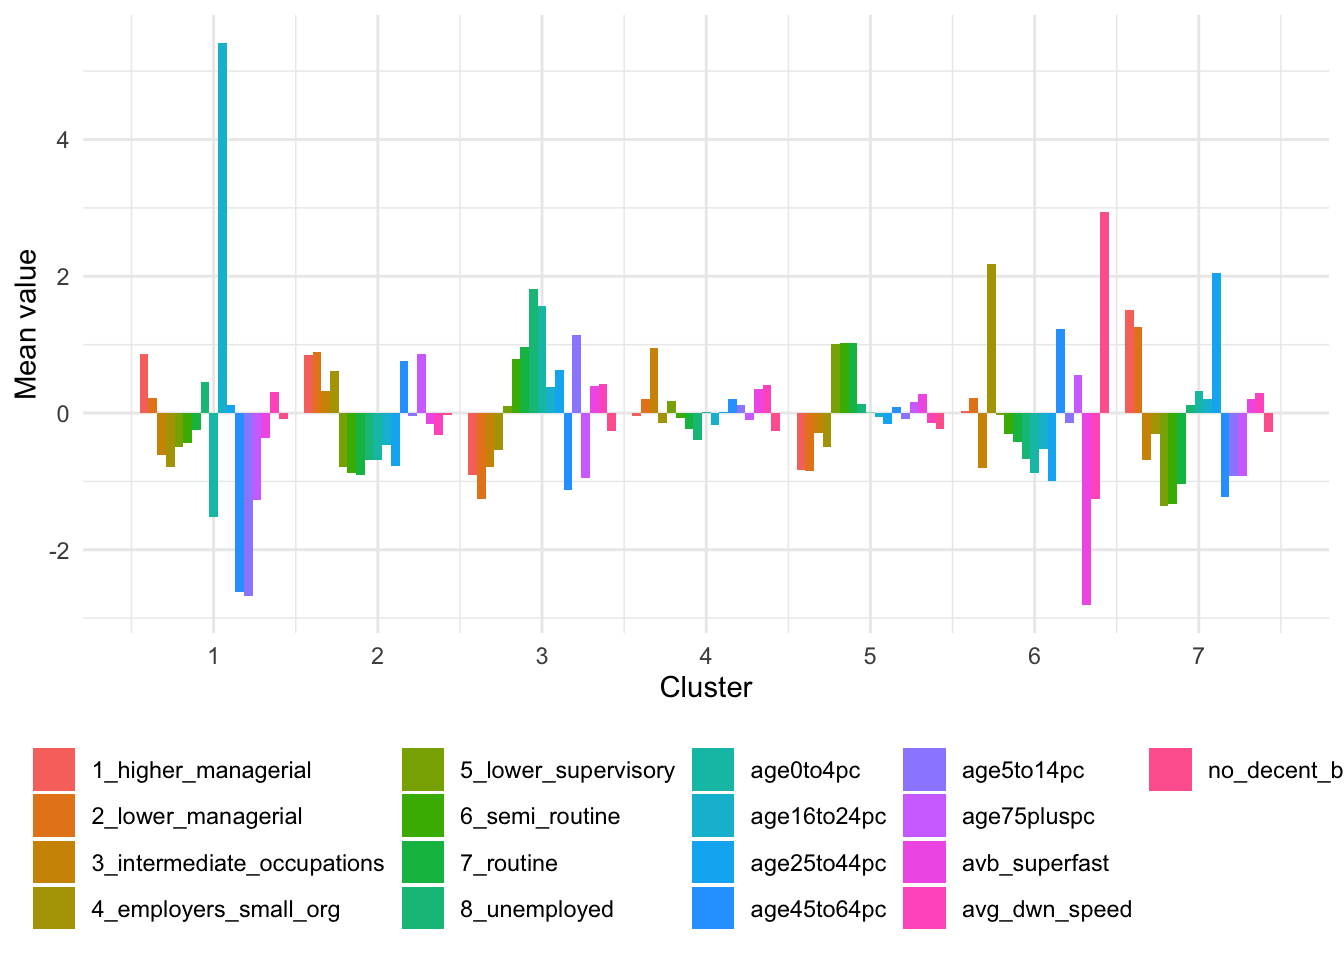 4
2
0
-2
Mean value
1 2 3 4 5 6 7
Cluster
1_higher_managerial 5_lower_supervisory age0to4pc age5to14pc no_decent_b
2_lower_managerial 6_semi_routine age16to24pc age75pluspc
3_intermediate_occupations 7_routine age25to44pc avb_superfast
4_employers_small_org 8_unemployed age45to64pc avg_dwn_speed